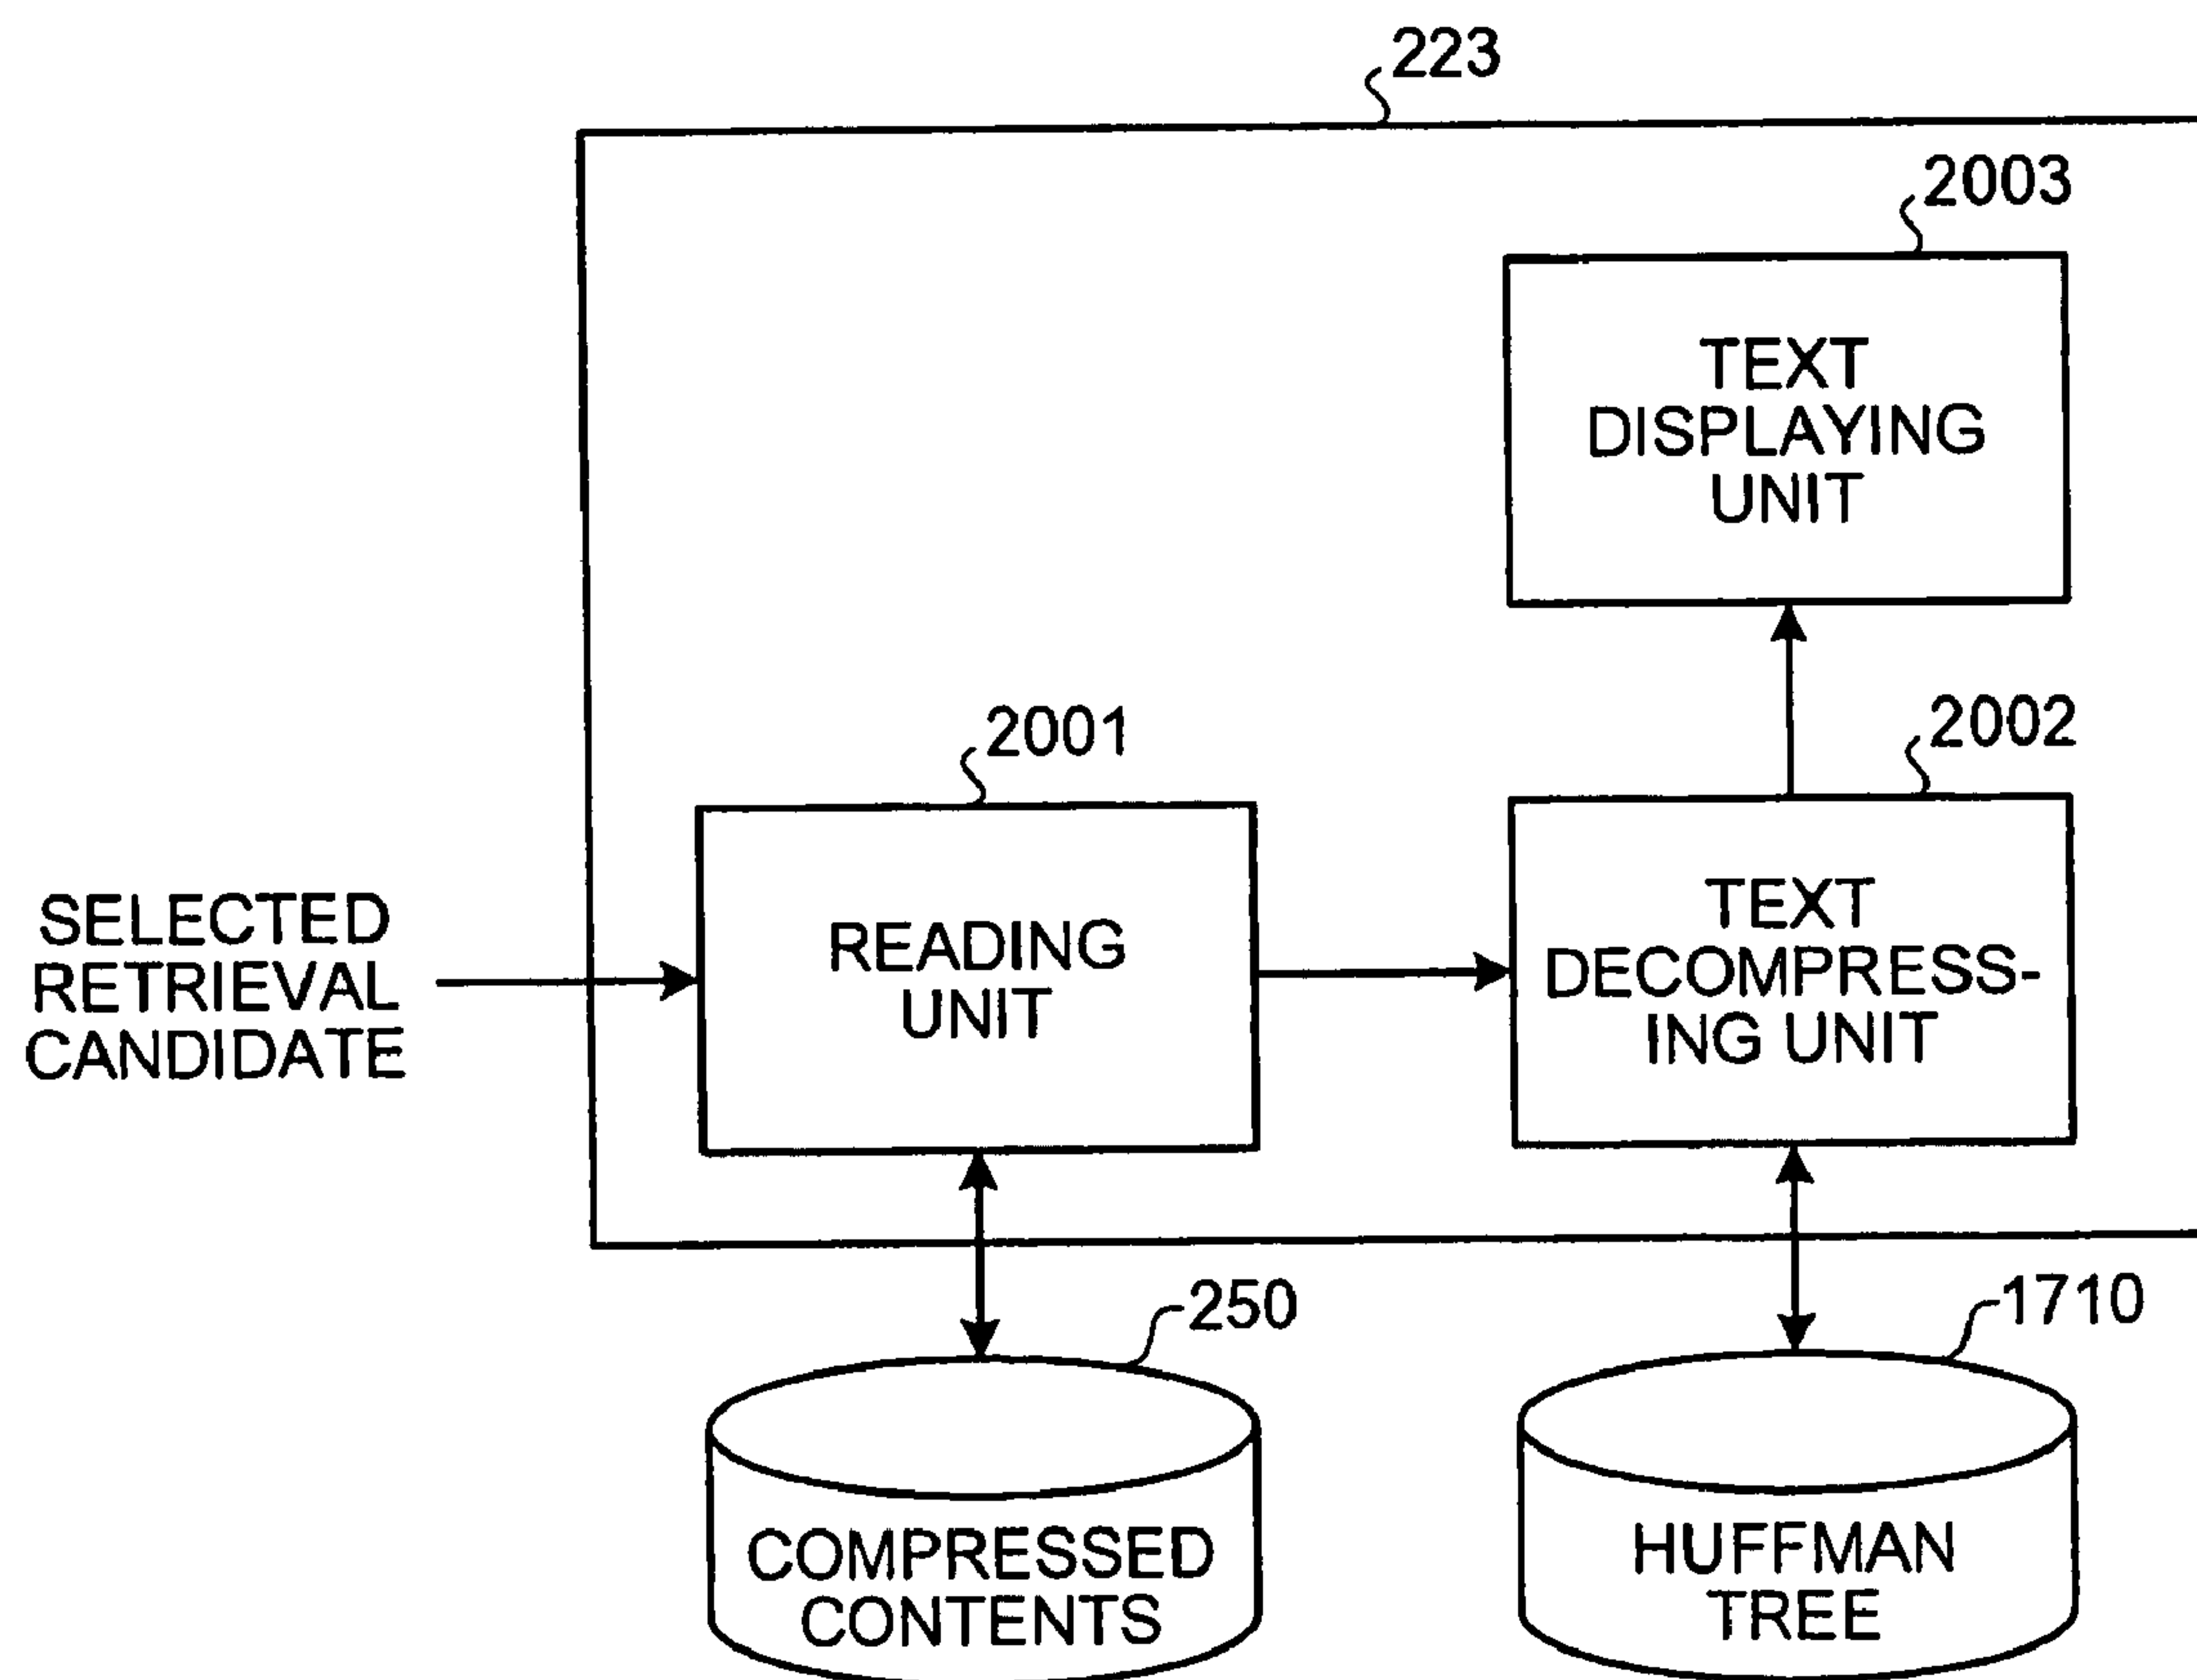 223
2003
TEXT
DISPLAYING
UNIT
2001
2002
SELECTED
RETRIEVAL
CANDIDATE
READING
UNIT
TEXT
DECOMPRESS-
ING UNIT
250
1710
COMPRESSED
CONTENTS
HUFFMAN
TREE